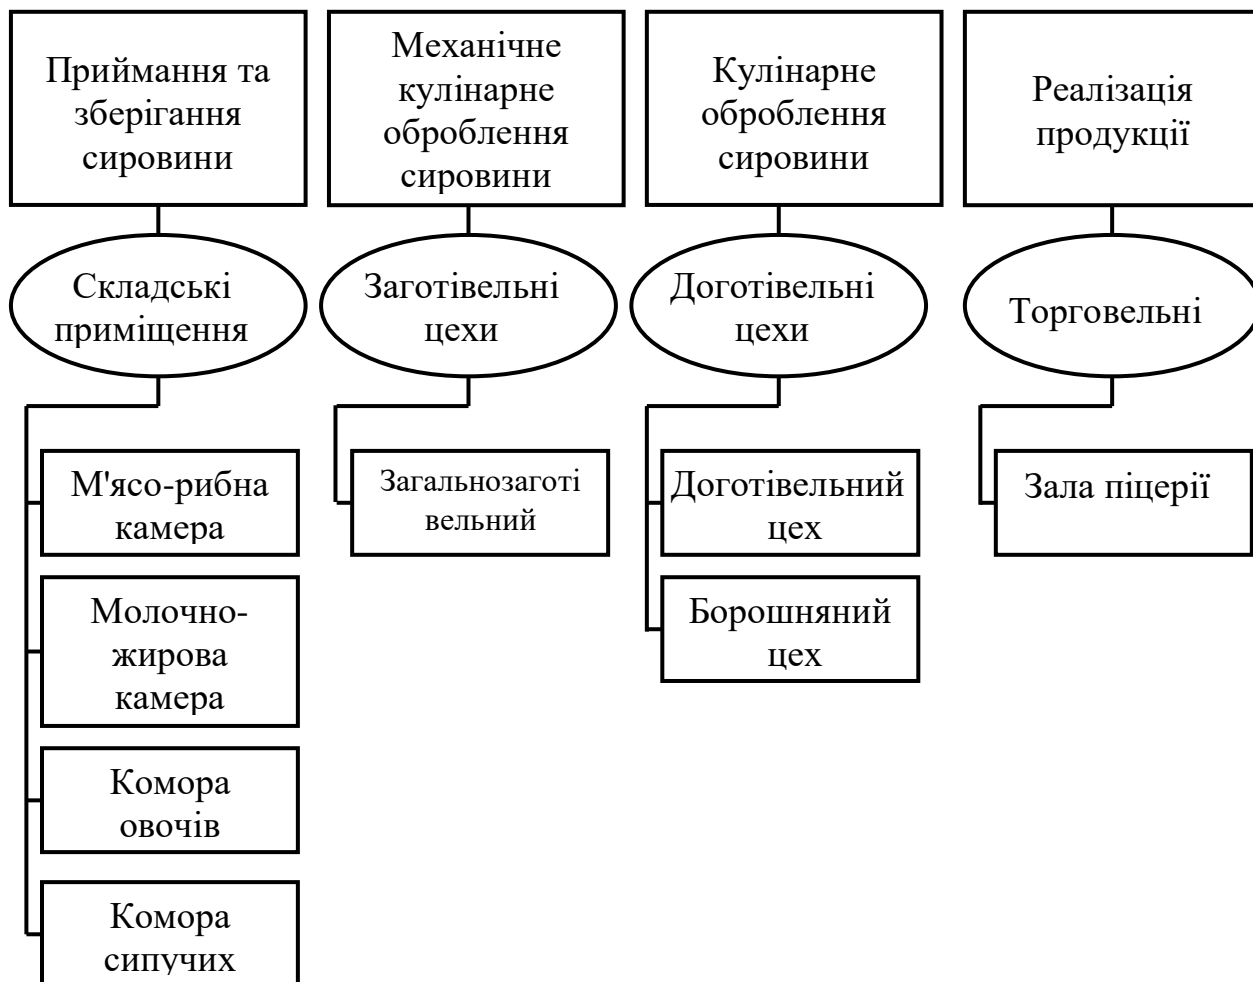 Приймання та
зберігання
сировини
Механічне
кулінарне
оброблення
сировини
Кулінарне
оброблення
сировини
Реалізація
продукції
Складські
приміщення
Заготівельні
цехи
Доготівельні
цехи
Торговельні
М'ясо-рибна
камера
Молочно-
жирова
камера
Комора
овочів
Комора
сипучих
Загальнозаготі
вельний
Доготівельний
цех
Борошняний
цех
Зала піцерії